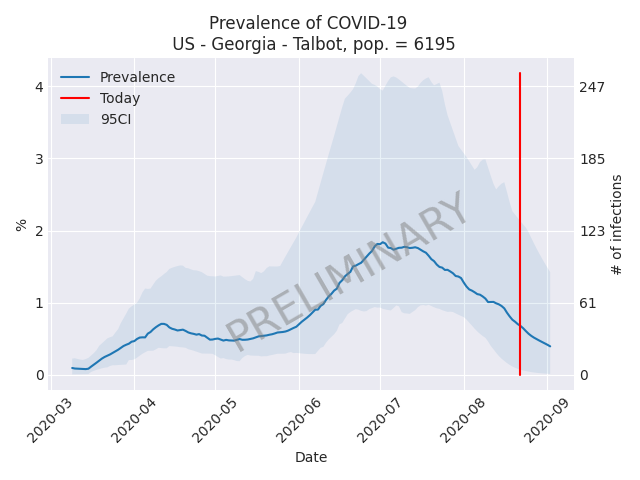 Prevalence of COVID-19
US - Georgia - Talbot, pop. = 6195
Prevalence
Today
95CI
PRELIMINARY
%
4
3
2
1
0
247
185
123
61
0
# of infections
2020-03
2020-04
2020-05
2020-06
2020-07
2020-08
2020-09
Date